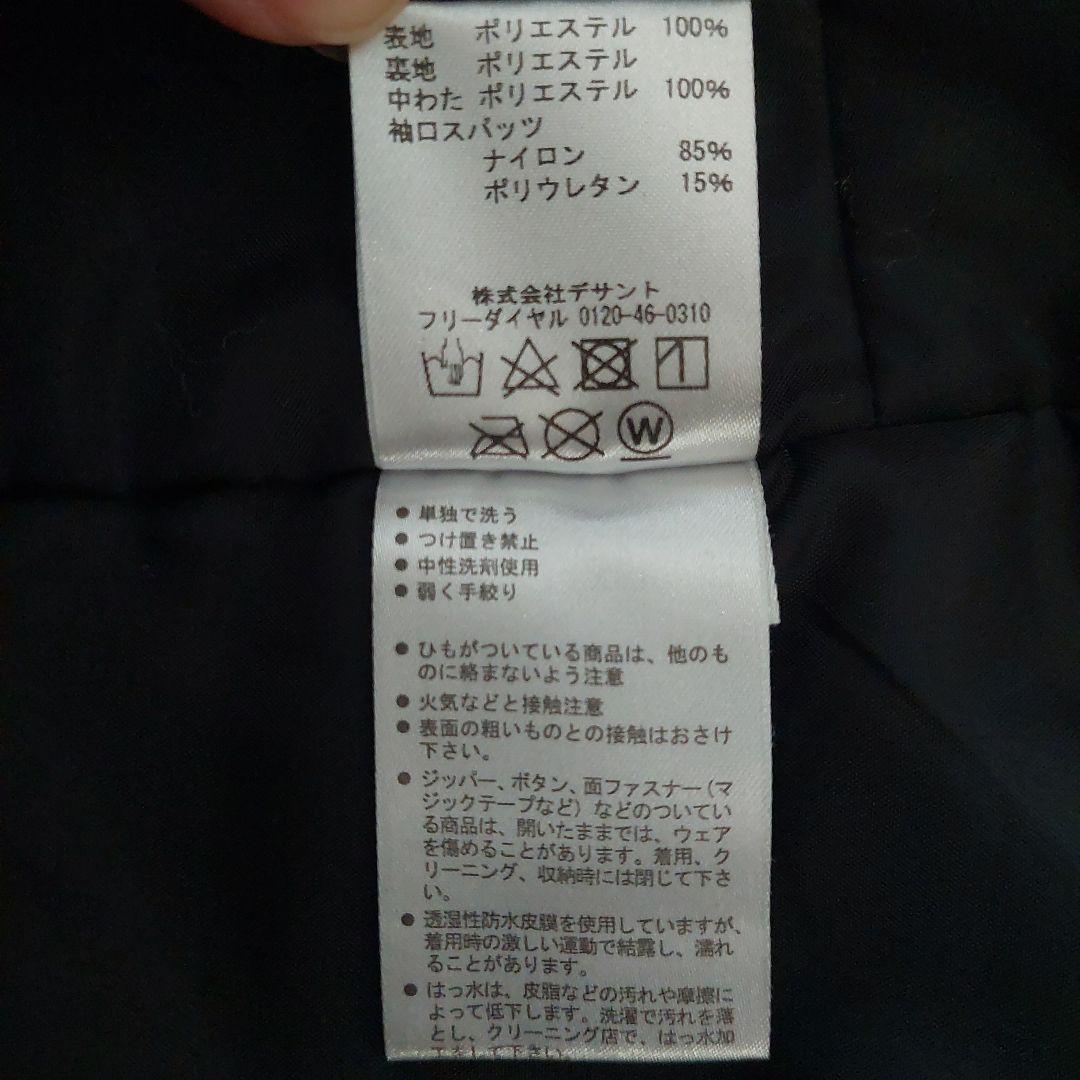 表地 ポリエステル 100%
裏地 ポリエステル
中わた ポリエステル 100%
袖口スパッツ
ナイロン 85%
ポリウレタン 15%
株式会社デサント
フリーダイヤル 0120-46-0310
W
● 単独で洗う
● つけ置き禁止
● 中性洗剤使用
● 弱く手絞り
● ひもがついている商品は、他のも
のに絡まないよう注意
● 火気などと接触注意
● 表面の粗いものとの接触はおさけ
下さい。
● ジッパー、ボタン、面ファスナー(マ
ジックテープなど)などのついてい
る商品は、開いたままでは、ウェア
を傷めることがあります。着用、ク
リーニング、収納時には閉じて下さ
い。
● 透湿性防水皮膜を使用していますが、
着用時の激しい運動で結露し、濡れ
ることがあります。
● はっ水は、皮脂などの汚れや摩擦に
よって低下します。洗濯で汚れを落
とし、クリーニング店で、はっ水加
工をして下さい。